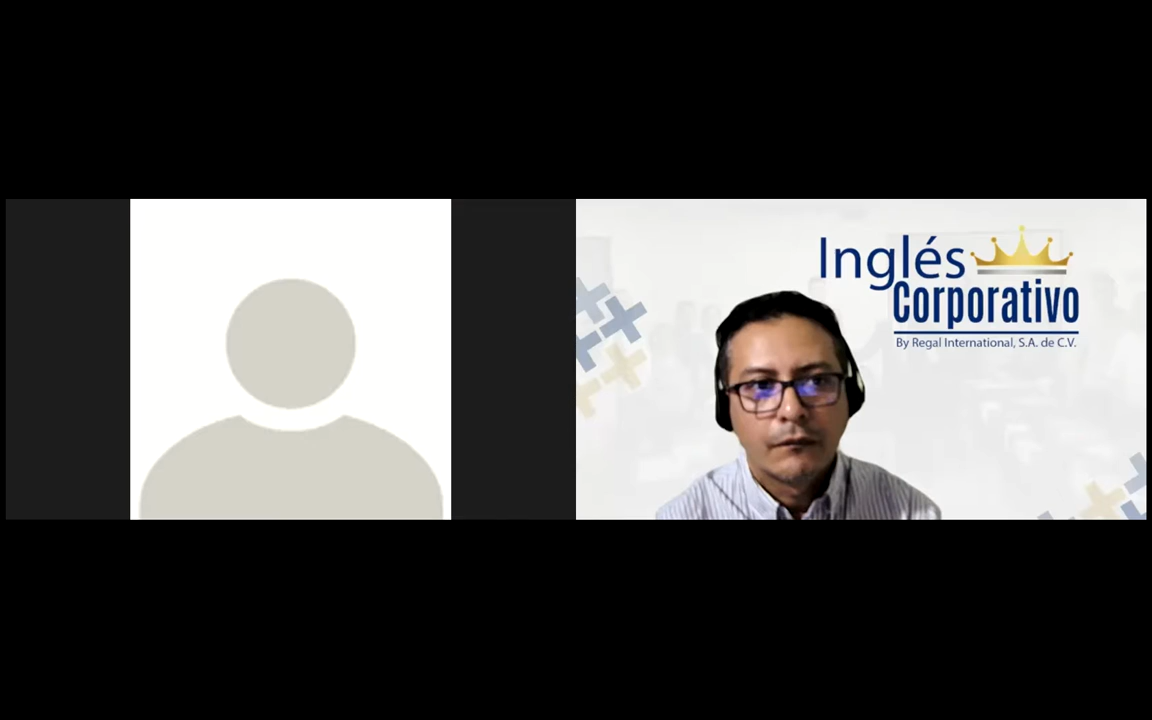 Inglés
Corporativo
By Regal International, S.A. de C.V.